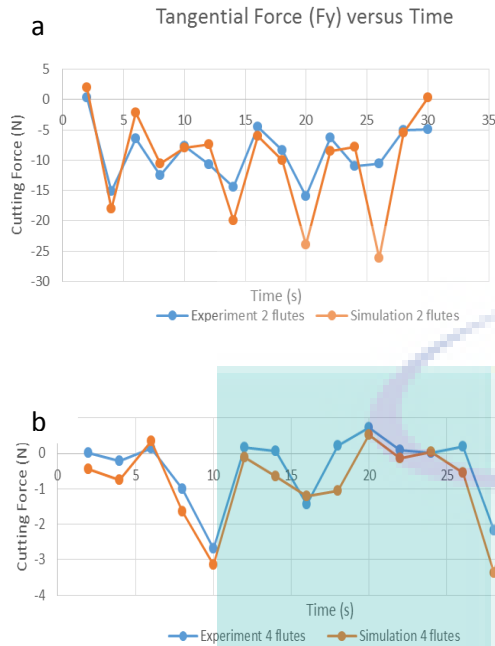 Tangential Force (Fy) versus Time
a
5
0
0 5 10 15 20 25 30 35
-5
-10
-15
-20
-25
-30
Cutting Force (N)
Time (s)
Experiment 2 flutes Simulation 2 flutes
b
0
0 5 10 15 20 25
-1
-2
-3
-4
Cutting Force (N)
Time (s)
Experiment 4 flutes Simulation 4 flutes